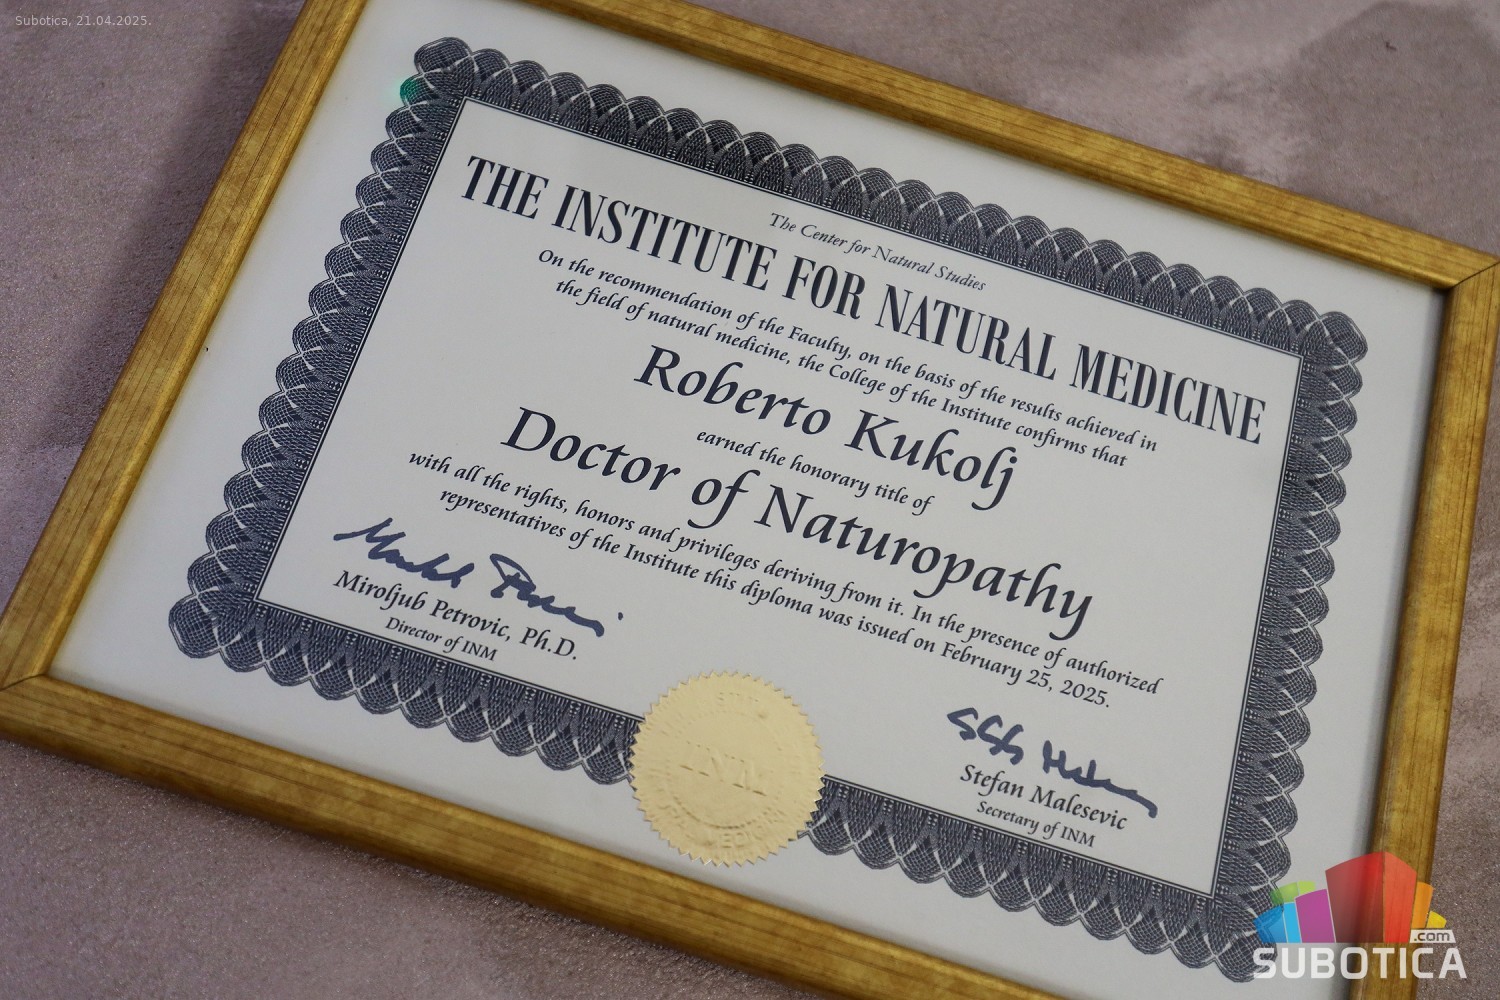 Subotica, 21.04.2025.
The Center for Natural Studies
THE INSTITUTE FOR NATURAL MEDICINE
On the recommendation of the Faculty, on the basis of the results achieved in
the field of natural medicine, the College of the Institute confirms that
Roberto Kukolj
earned the honorary title of
Doctor of Naturopathy
with all the rights, honors and privileges deriving from it. In the presence of authorized
representatives of the Institute this diploma was issued on February 25, 2025.
Miroljub Petrovic, Ph.D.
Director of INM
INM
Stefan Malesevic
Secretary of INM
.com
SUBOTICA